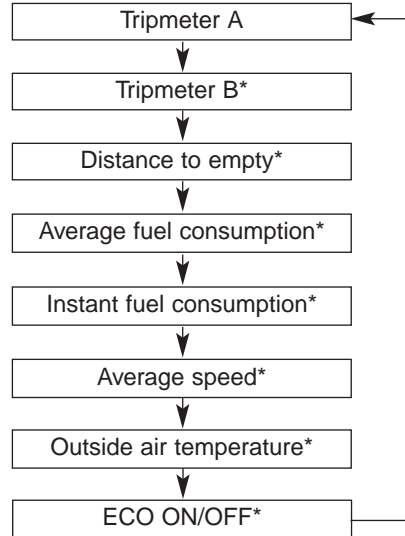 Tripmeter A
Tripmeter B*
Distance to empty*
Average fuel consumption*
Instant fuel consumption*
Average speed*
Outside air temperature*
ECO ON/OFF*